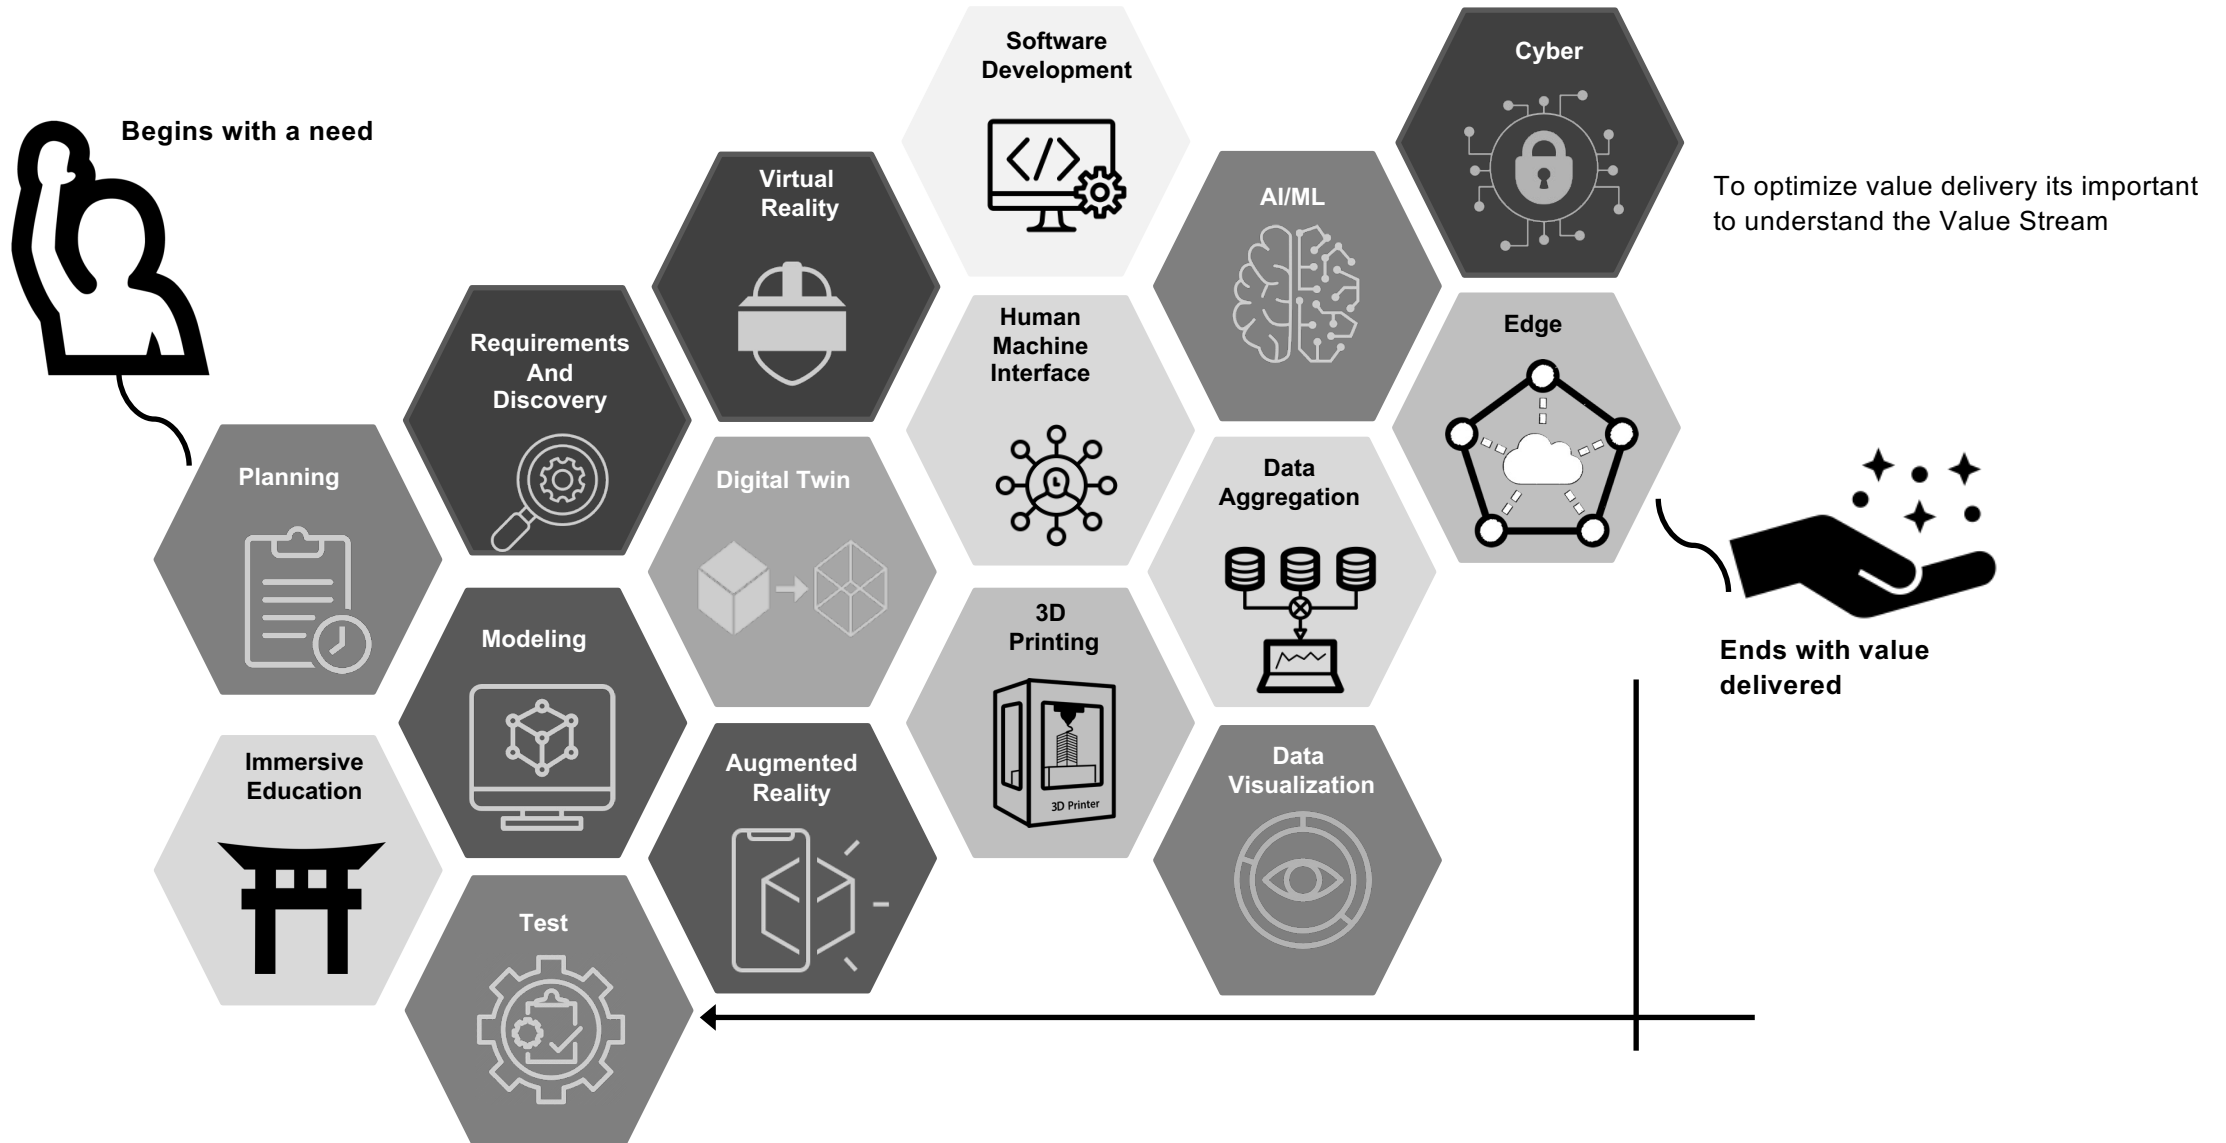 Begins with a need
Software
Development
Cyber
Virtual
Reality
AI/ML
To optimize value delivery its important
to understand the Value Stream
Requirements
And
Discovery
Human
Machine
Interface
Edge
Planning
Digital Twin
Data
Aggregation
Modeling
3D
Printing
3D Printer
Ends with value
delivered
Immersive
Education
Augmented
Reality
Data
Visualization
Test